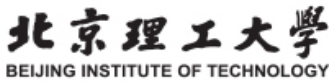 北京理工大學
BEIJING INSTITUTE OF TECHNOLOGY